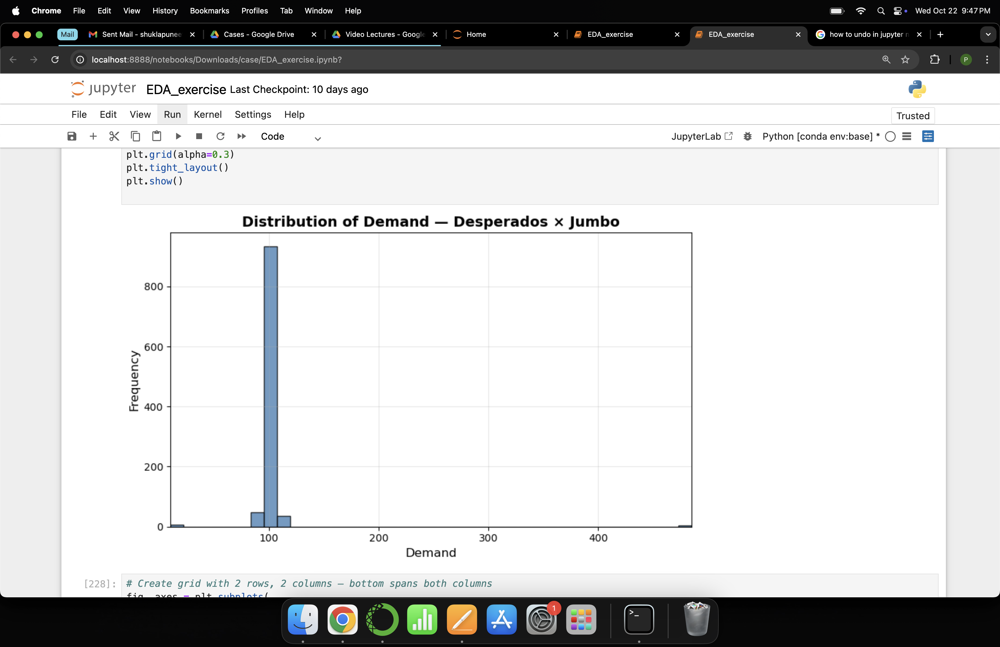 Chrome File Edit View History Bookmarks Profiles Tab Window Help Wed Oct 22 9:47 PM
Mail Sent Mail - shuklapunee Cases - Google Drive Video Lectures - Google Home EDA_exercise EDA_exercise how to undo in jupyter n
localhost:8888/notebooks/Downloads/case/EDA_exercise.ipynb? P
jupyter EDA_exercise Last Checkpoint: 10 days ago
File Edit View Run Kernel Settings Help Trusted
Code JupyterLab Python [conda env:base] *
plt.grid(alpha=0.3)
plt.tight_layout()
plt.show()
Distribution of Demand — Desperados × Jumbo
800
600
400
200
0
Frequency
100 200 300 400
Demand
[228]: # Create grid with 2 rows, 2 columns — bottom spans both columns
fig, axes = plt.subplots(
1
>_